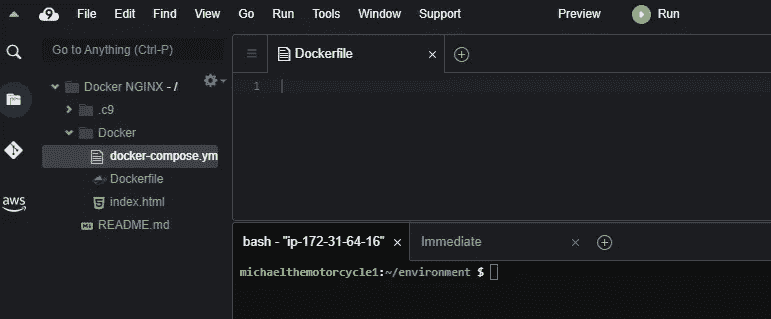 9 File Edit Find View Go Run Tools Window Support Preview Run
Go to Anything (Ctrl-P)
Dockerfile
1
Docker NGINX - /
.c9
Docker
docker-compose.ym
Dockerfile
5 index.html
README.md
aws
bash - "ip-172-31-64-16" Immediate
michaelthemotorcycle1:~/environment $